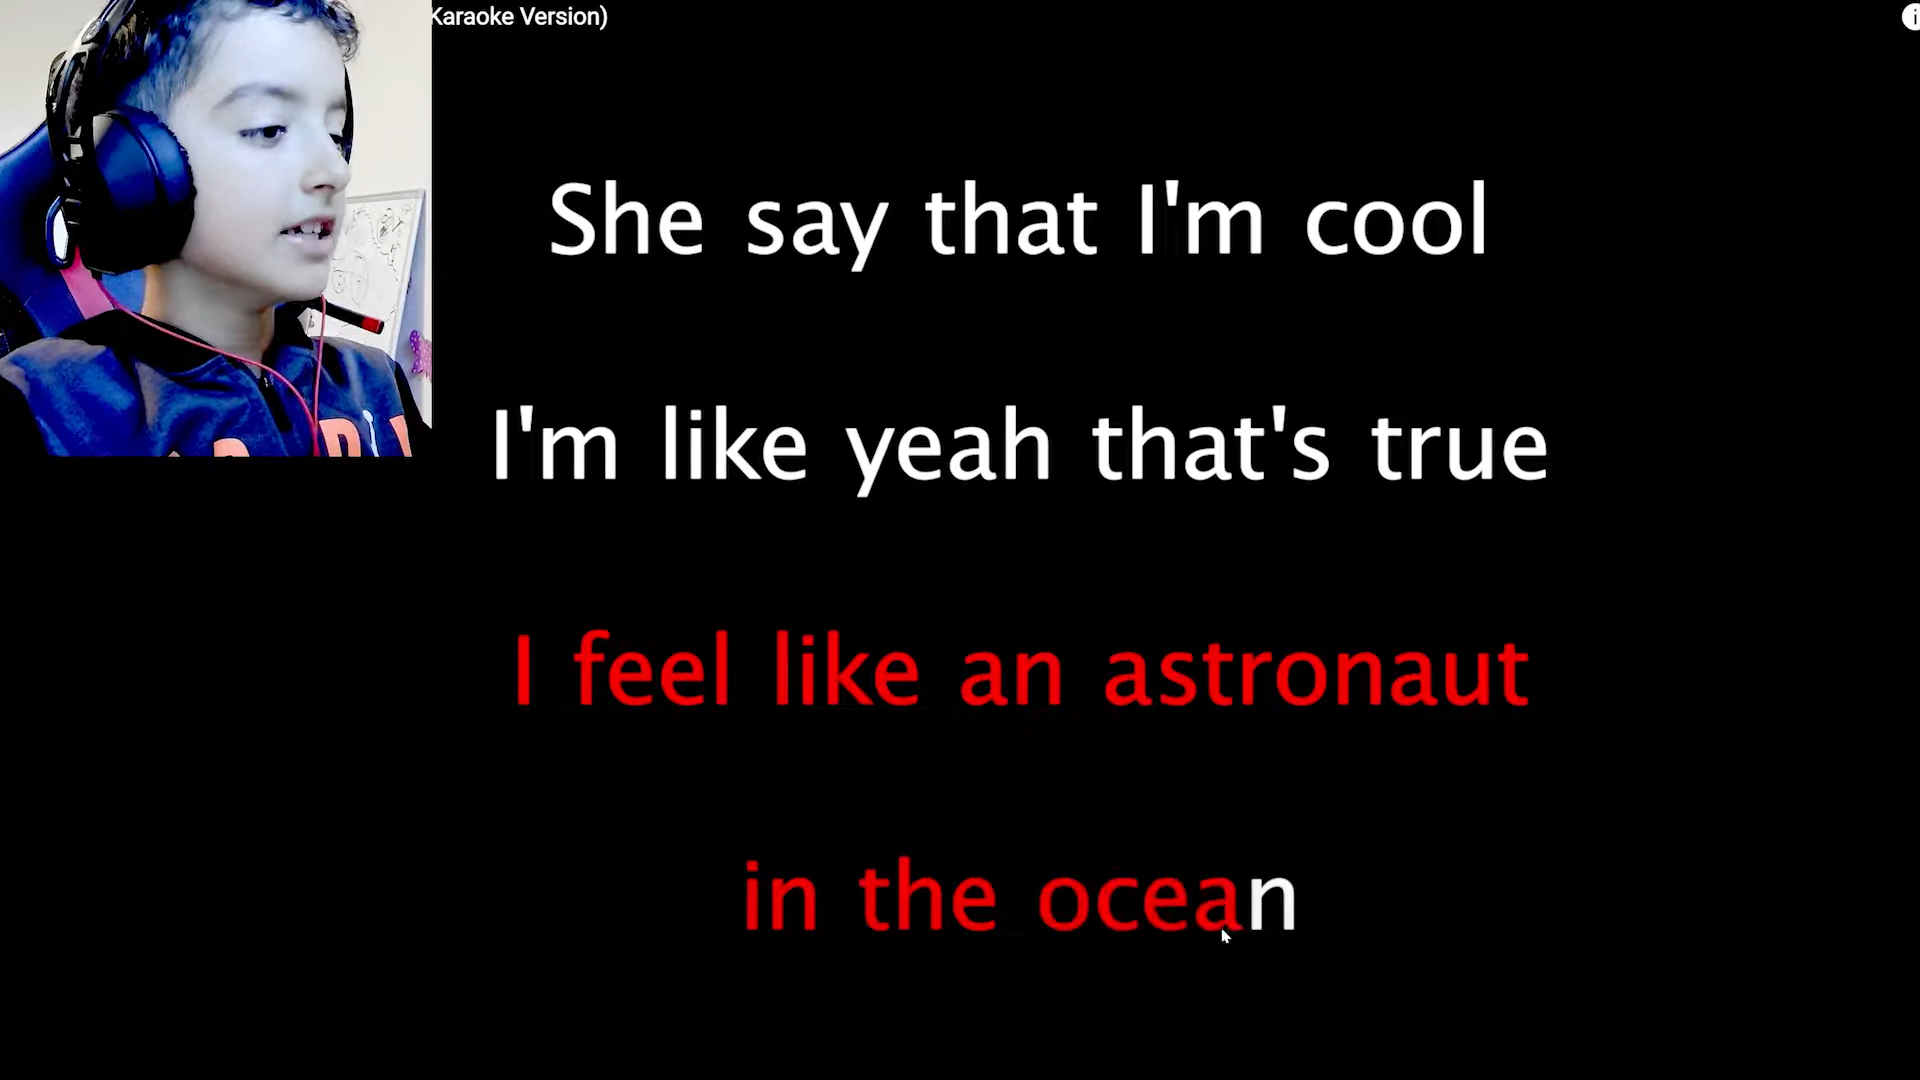 Karaoke Version)
She say that I'm cool
I'm like yeah that's true
I feel like an astronaut
in the ocean